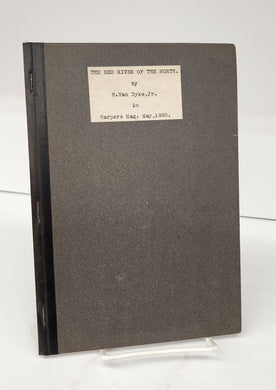 THE RED RIVER OF THE NORTH.
by
H.Van Dyke,Jr.
in
Harpers Mag. May,1880.